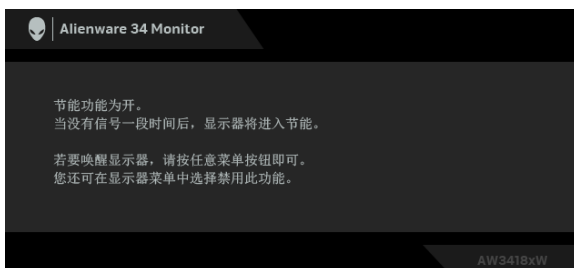 Alienware 34 Monitor
节能功能为开。
当没有信号一段时间后，显示器将进入节能。
若要唤醒显示器，请按任意菜单按钮即可。
您还可在显示器菜单中选择禁用此功能。
AW3418xW